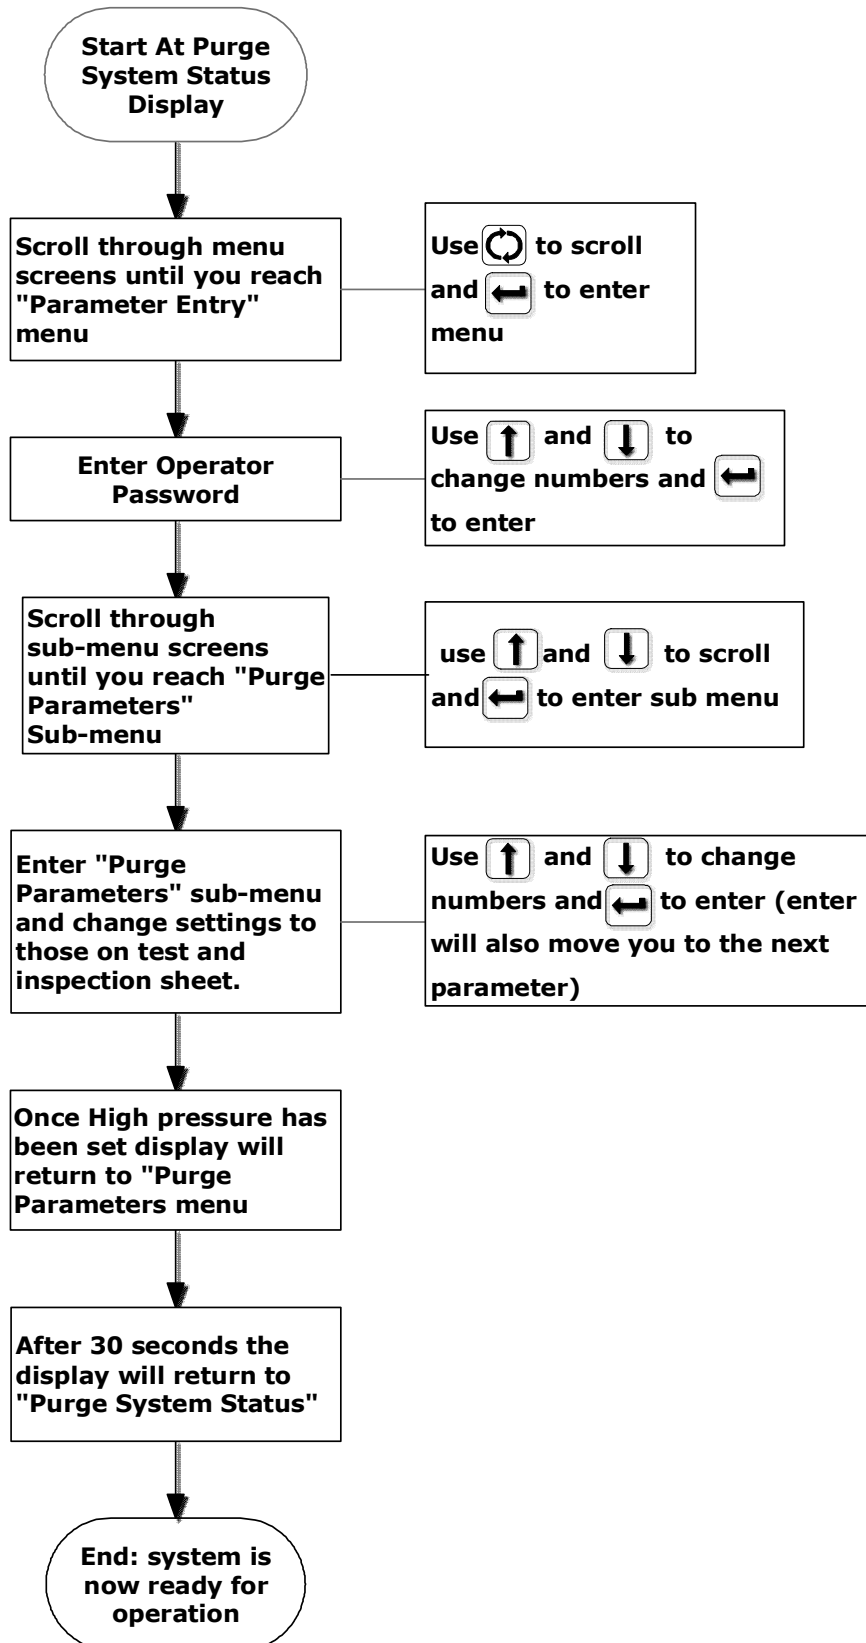 Start At Purge
System Status
Display
Scroll through menu
screens until you reach
"Parameter Entry"
menu
Use to scroll
and to enter
menu
Enter Operator
Password
Use and to
change numbers and
to enter
Scroll through
sub-menu screens
until you reach "Purge
Parameters"
Sub-menu
use and to scroll
and to enter sub menu
Enter "Purge
Parameters" sub-menu
and change settings to
those on test and
inspection sheet.
Use and to change
numbers and to enter (enter
will also move you to the next
parameter)
Once High pressure has
been set display will
return to "Purge
Parameters menu
After 30 seconds the
display will return to
"Purge System Status"
End: system is
now ready for
operation